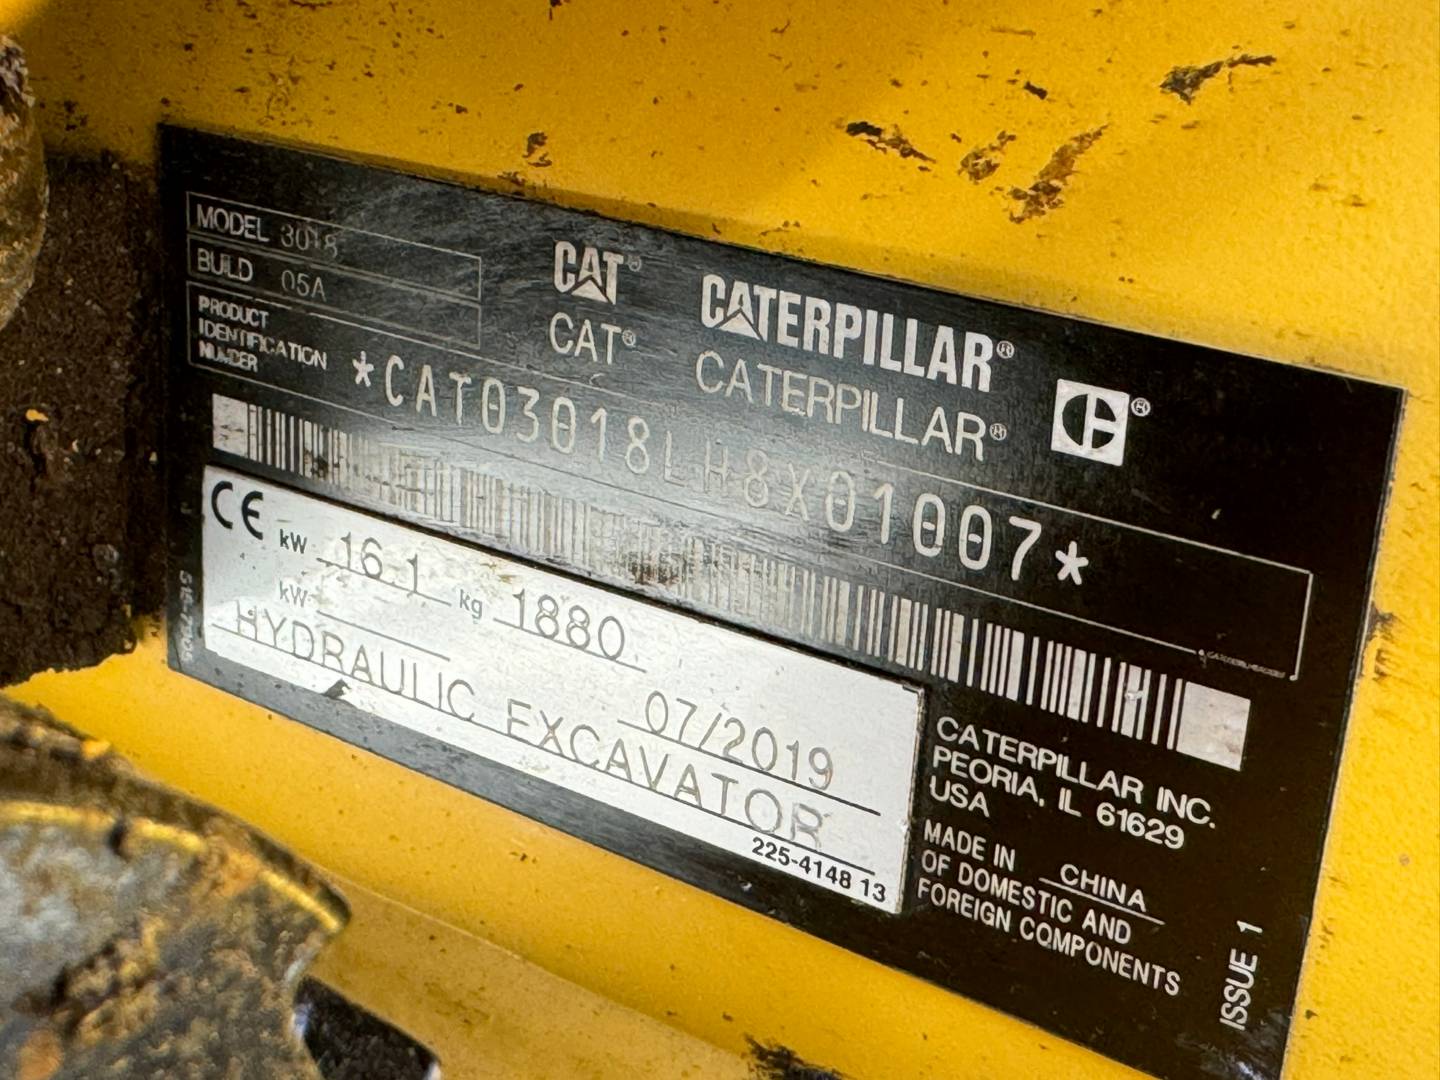 MODEL 3018
BUILD 05A
PRODUCT
IDENTIFICATION
NUMBER
*CAT03018LH8X01007*
CAT®
CAT®
CATERPILLAR®
CATERPILLAR®
CE
kW 16.1 kg 1880
kW
07/2019
HYDRAULIC EXCAVATOR
225-4148 13
CATERPILLAR INC.
PEORIA, IL 61629
USA
MADE IN CHINA
OF DOMESTIC AND
FOREIGN COMPONENTS
ISSUE 1